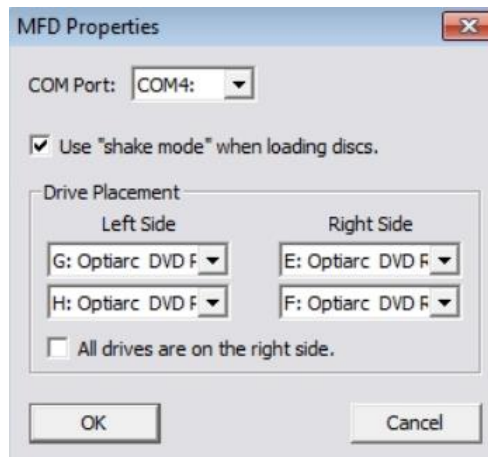 MFD Properties
COM Port: COM4:
Use "shake mode" when loading discs.
Drive Placement
Left Side Right Side
G: Optiarc DVD F E: Optiarc DVD R
H: Optiarc DVD F F: Optiarc DVD R
All drives are on the right side.
OK Cancel